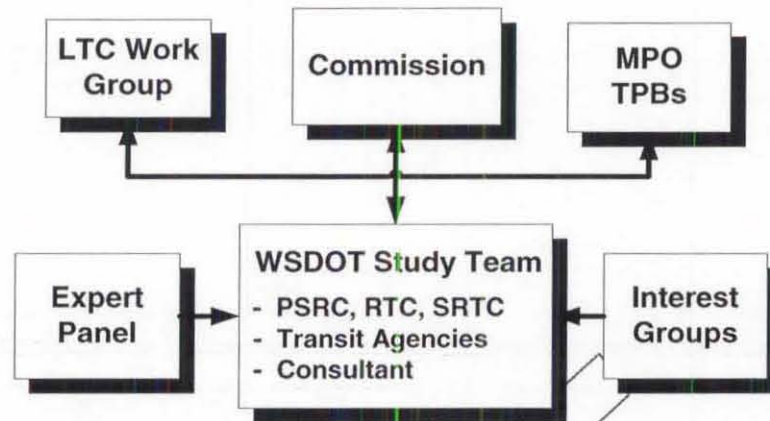 LTC Work
Group
Commission
MPO
TPBs
WSDOT Study Team
- PSRC, RTC, SRTC
- Transit Agencies
- Consultant
Expert
Panel
Interest
Groups